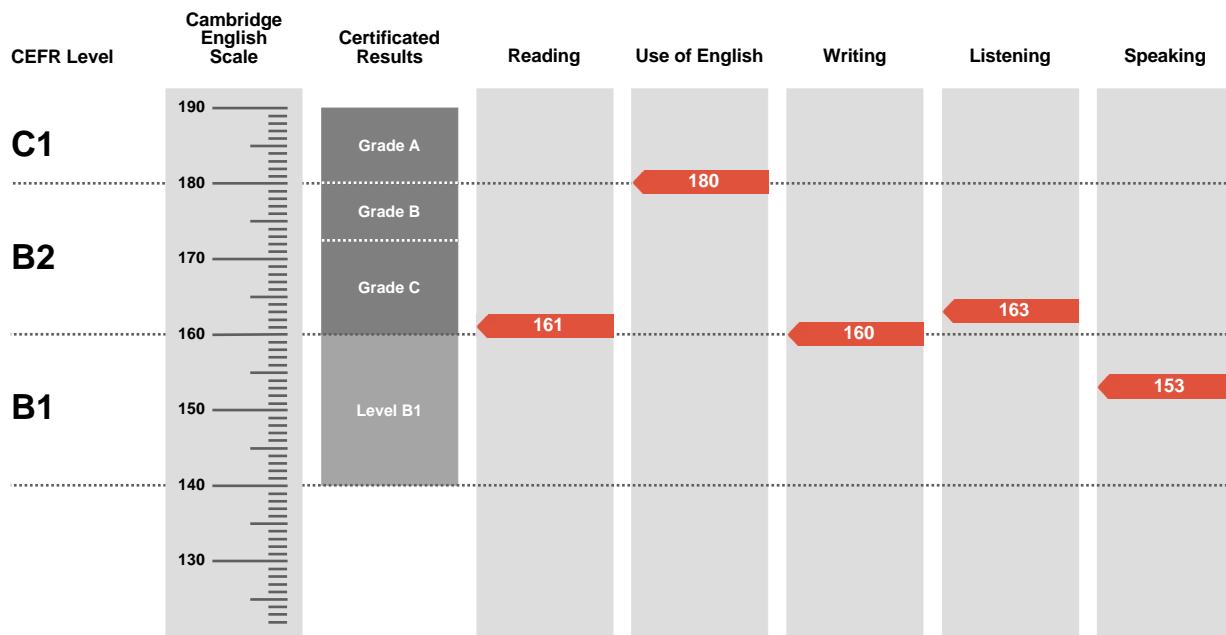 CEFR Level
Cambridge
English
Scale
Certificated
Results
Reading
Use of English
Writing
Listening
Speaking
190
C1
Grade A
180
180
Grade B
B2
170
Grade C
163
161
160
160
B1
Level B1
153
150
140
130